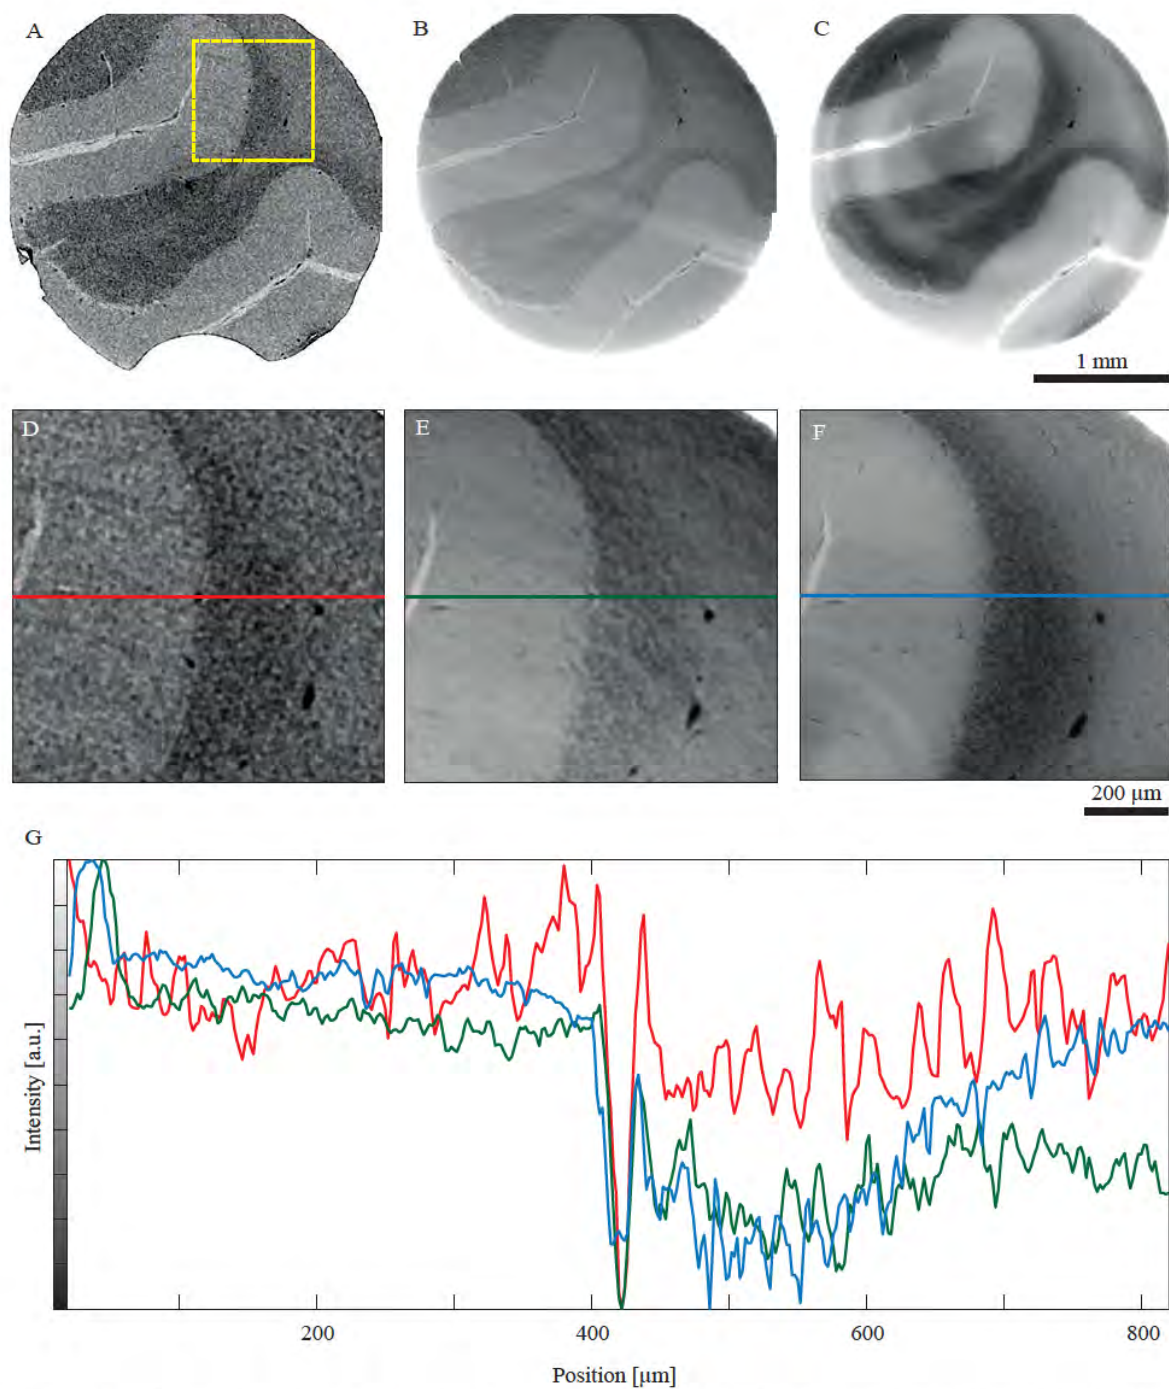 A
B
C
1 mm
D
E
F
200 μm
G
Intensity [a.u.]
200
400
600
800
Position [μm]